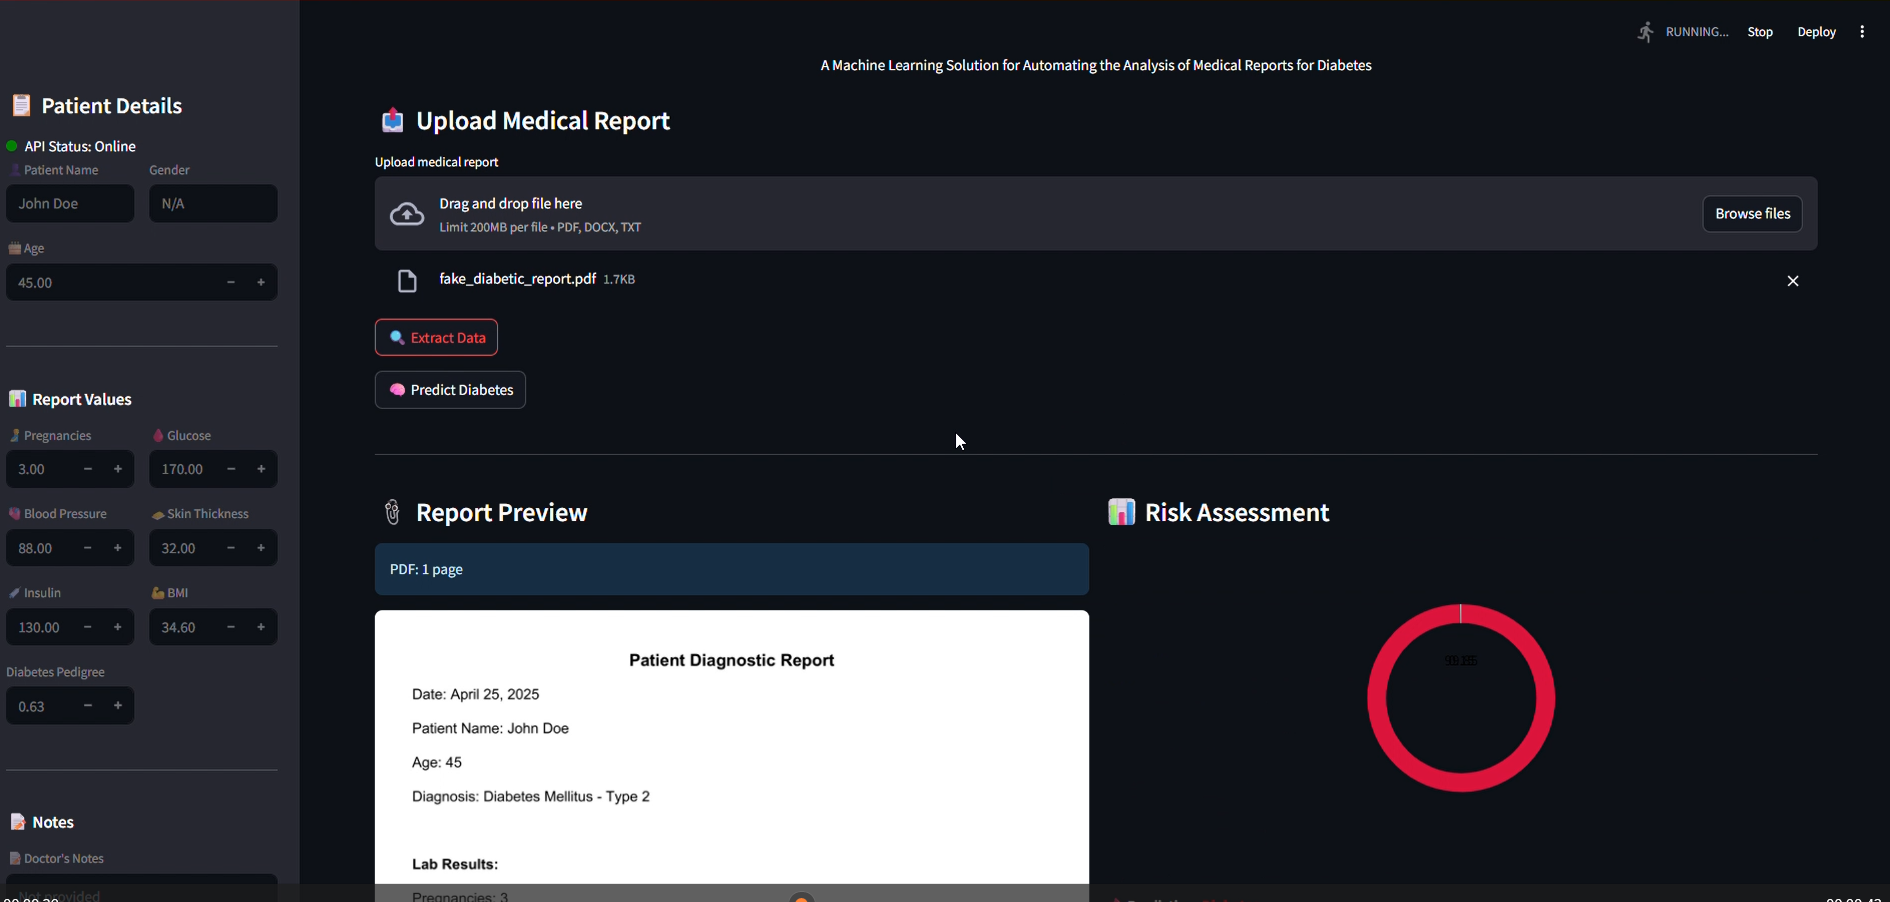 RUNNING...
Stop
Deploy
A Machine Learning Solution for Automating the Analysis of Medical Reports for Diabetes
Patient Details
API Status: Online
Patient Name
Gender
John Doe
N/A
Age
45.00
Report Values
Pregnancies
Glucose
3.00
170.00
Blood Pressure
Skin Thickness
88.00
32.00
Insulin
BMI
130.00
34.60
Diabetes Pedigree
0.63
Notes
Doctor's Notes
Not provided
Upload Medical Report
Upload medical report
Drag and drop file here
Limit 200MB per file • PDF, DOCX, TXT
Browse files
fake_diabetic_report.pdf 1.7KB
Extract Data
Predict Diabetes
Report Preview
PDF: 1 page
Patient Diagnostic Report
Date: April 25, 2025
Patient Name: John Doe
Age: 45
Diagnosis: Diabetes Mellitus - Type 2
Lab Results:
Pregnancies: 3
Risk Assessment